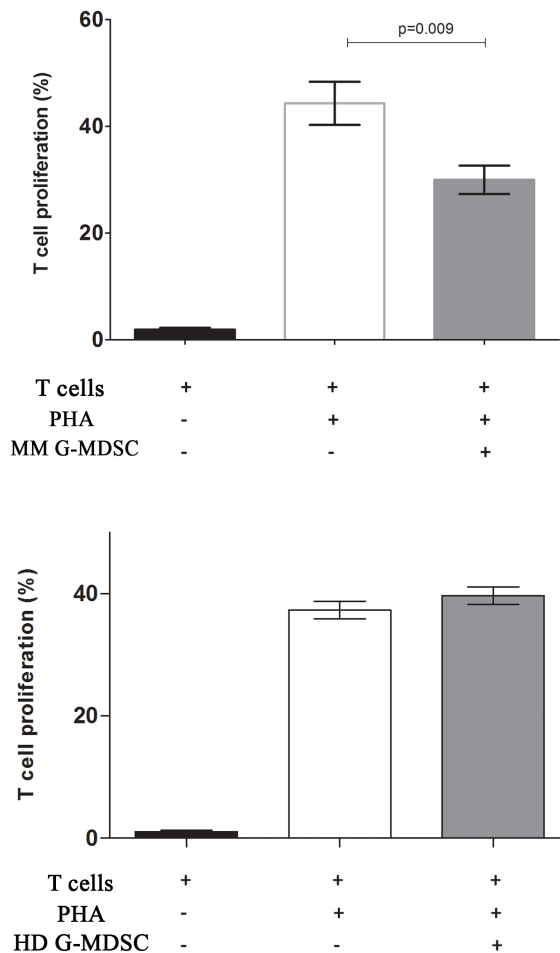 T cell proliferation (%)
60
40
20
0
p=0.009
T cells + + +
PHA - + +
MM G-MDSC - - +
T cell proliferation (%)
40
20
0
T cells + + +
PHA - + +
HD G-MDSC - - +